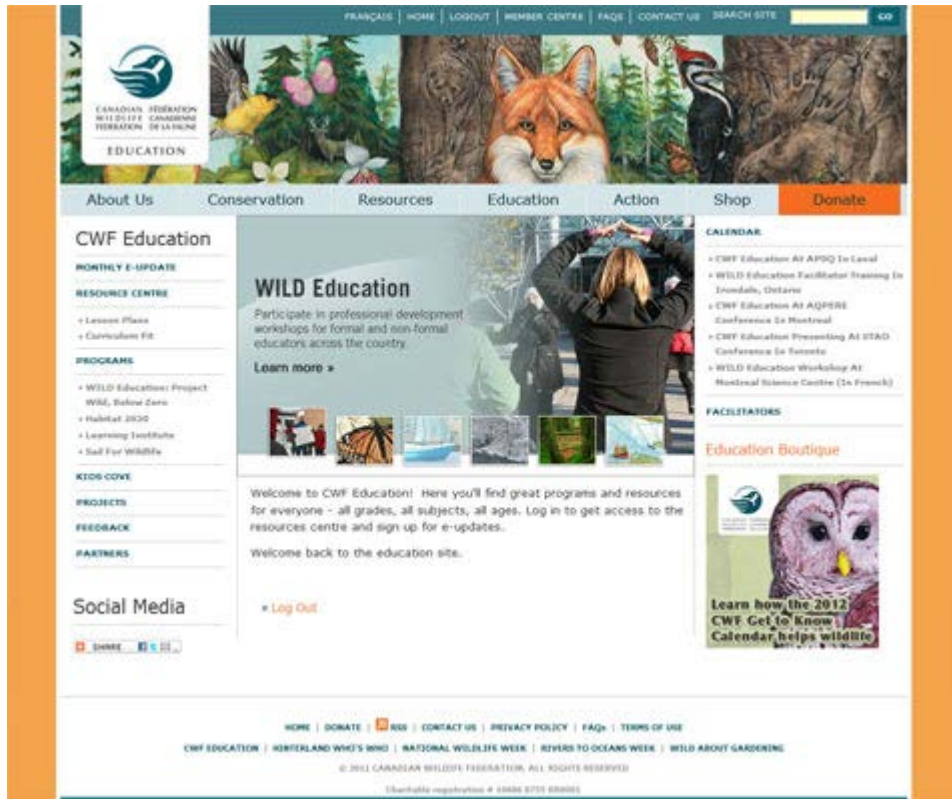 FRANÇAIS | HOME | LOGOUT | MEMBER CENTRE | FAQS | CONTACT US SEARCH SITE GO
CANADIAN FÉDÉRATION
WILDLIFE CANADIENNE
FEDERATION DE LA FAUNE
EDUCATION
About Us Conservation Resources Education Action Shop Donate
CWF Education
MONTHLY E-UPDATE
RESOURCE CENTRE
» Lesson Plans
» Curriculum Fit
PROGRAMS
» WILD Education: Project
Wild, Below Zero
» Habitat 2020
» Learning Institute
» Sail For Wildlife
KIDS COVE
PROJECTS
FEEDBACK
PARTNERS
Social Media
SHARE
WILD Education
Participate in professional development
workshops for formal and non-formal
educators across the country
Learn more »
Welcome to CWF Education! Here you'll find great programs and resources
for everyone - all grades, all subjects, all ages. Log in to get access to the
resources centre and sign up for e-updates.
Welcome back to the education site.
» Log Out
CALENDAR
» CWF Education At APSQ In Laval
» WILD Education Facilitator Training In
Irondale, Ontario
» CWF Education At AQPERE
Conference In Montreal
» CWF Education Presenting At STAO
Conference In Toronto
» WILD Education Workshop At
Montreal Science Centre (In French)
FACILITATORS
Education Boutique
Learn how the 2012
CWF Get to Know
Calendar helps wildlife
HOME | DONATE | RSS | CONTACT US | PRIVACY POLICY | FAQs | TERMS OF USE
CWF EDUCATION | HINTERLAND WHO'S WHO | NATIONAL WILDLIFE WEEK | RIVERS TO OCEANS WEEK | WILD ABOUT GARDENING
© 2011 CANADIAN WILDLIFE FEDERATION, ALL RIGHTS RESERVED
Charitable registration #